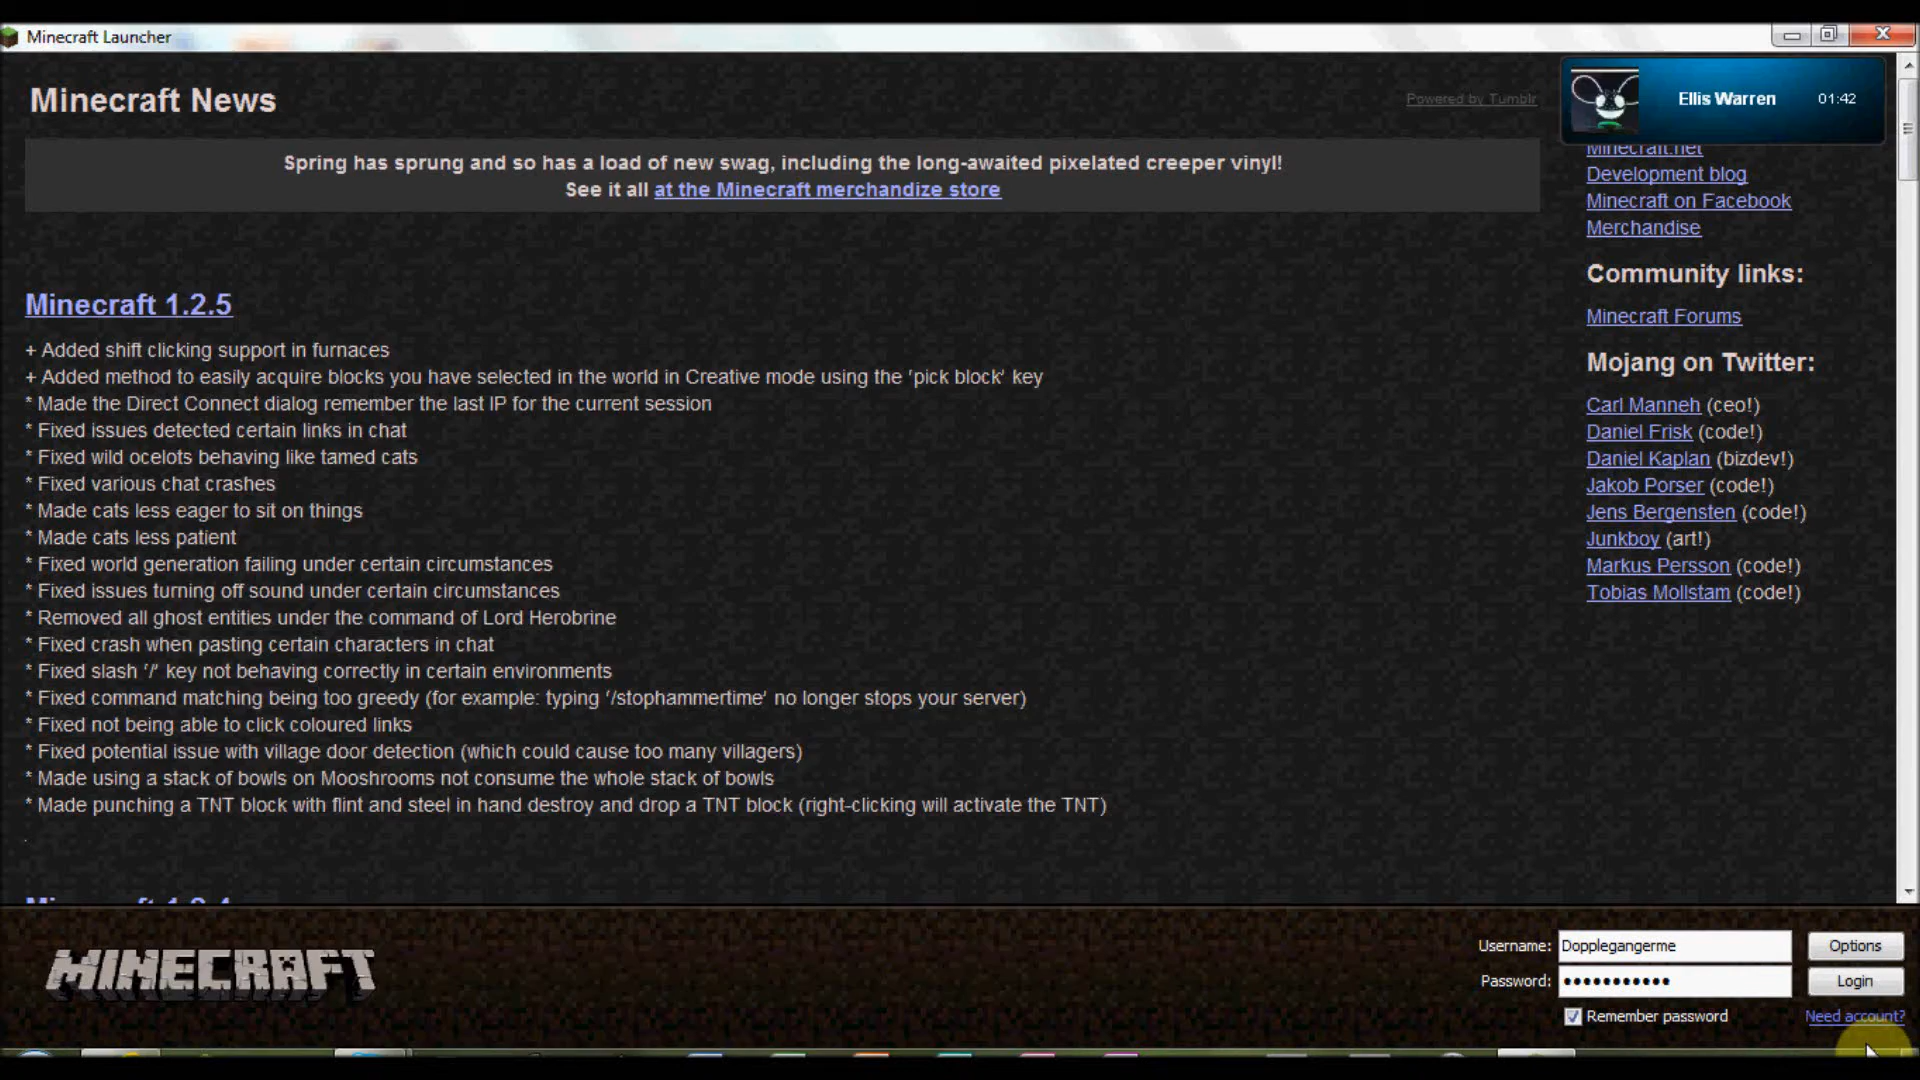 Minecraft Launcher
Minecraft News
Powered by Tumblr
Ellis Warren 01:42
Spring has sprung and so has a load of new swag, including the long-awaited pixelated creeper vinyl!
See it all at the Minecraft merchandize store
Minecraft 1.2.5
+ Added shift clicking support in furnaces
+ Added method to easily acquire blocks you have selected in the world in Creative mode using the 'pick block' key
* Made the Direct Connect dialog remember the last IP for the current session
* Fixed issues detected certain links in chat
* Fixed wild ocelots behaving like tamed cats
* Fixed various chat crashes
* Made cats less eager to sit on things
* Made cats less patient
* Fixed world generation failing under certain circumstances
* Fixed issues turning off sound under certain circumstances
* Removed all ghost entities under the command of Lord Herobrine
* Fixed crash when pasting certain characters in chat
* Fixed slash '/' key not behaving correctly in certain environments
* Fixed command matching being too greedy (for example: typing '/stophammertime' no longer stops your server)
* Fixed not being able to click coloured links
* Fixed potential issue with village door detection (which could cause too many villagers)
* Made using a stack of bowls on Mooshrooms not consume the whole stack of bowls
* Made punching a TNT block with flint and steel in hand destroy and drop a TNT block (right-clicking will activate the TNT)
Minecraft 1.2.4
Minecraft.net
Development blog
Minecraft on Facebook
Merchandise
Community links:
Minecraft Forums
Mojang on Twitter:
Carl Manneh (ceo!)
Daniel Frisk (code!)
Daniel Kaplan (bizdev!)
Jakob Porser (code!)
Jens Bergensten (code!)
Junkboy (art!)
Markus Persson (code!)
Tobias Mollstam (code!)
MINECRAFT
Username: Dopplegangerme Options
Password: ••••••••••• Login
Remember password Need account?